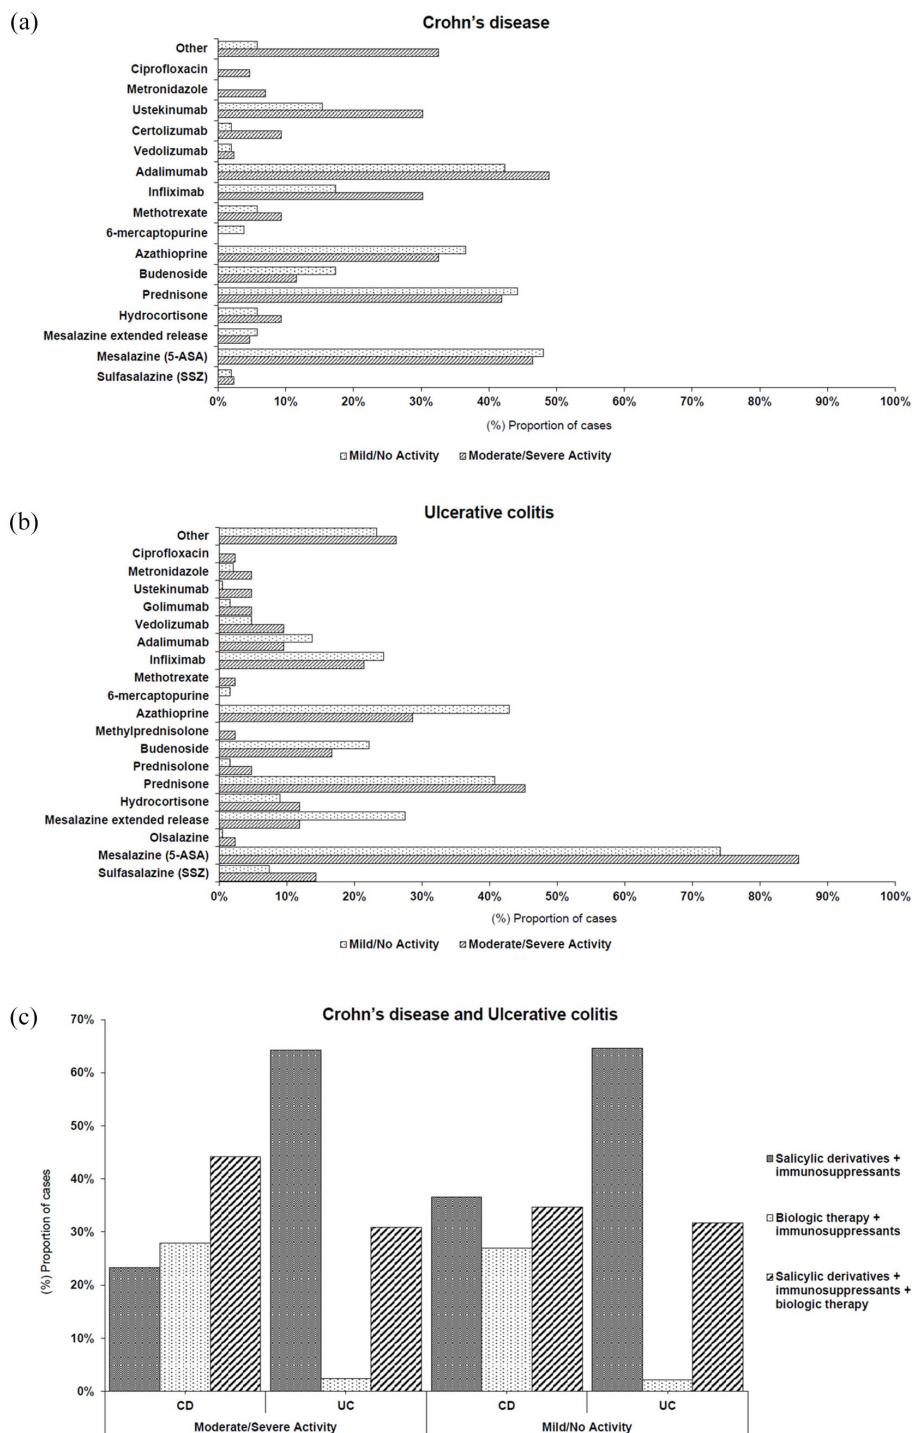 (a)
Crohn's disease
Other
Ciprofloxacin
Metronidazole
Ustekinumab
Certolizumab
Vedolizumab
Adalimumab
Infliximab
Methotrexate
6-mercaptopurine
Azathioprine
Budenoside
Prednisone
Hydrocortisone
Mesalazine extended release
Mesalazine (5-ASA)
Sulfasalazine (SSZ)
0% 10% 20% 30% 40% 50% 60% 70% 80% 90% 100%
(%) Proportion of cases
Mild/No Activity Moderate/Severe Activity
(b)
Ulcerative colitis
Other
Ciprofloxacin
Metronidazole
Ustekinumab
Golimumab
Vedolizumab
Adalimumab
Infliximab
Methotrexate
6-mercaptopurine
Azathioprine
Methylprednisolone
Budenoside
Prednisolone
Prednisone
Hydrocortisone
Mesalazine extended release
Olsalazine
Mesalazine (5-ASA)
Sulfasalazine (SSZ)
0% 10% 20% 30% 40% 50% 60% 70% 80% 90% 100%
(%) Proportion of cases
Mild/No Activity Moderate/Severe Activity
(c)
Crohn's disease and Ulcerative colitis
70%
60%
50%
40%
30%
20%
10%
0%
(%) Proportion of cases
CD UC CD UC
Moderate/Severe Activity Mild/No Activity
Salicylic derivatives +
immunosuppressants
Biologic therapy +
immunosuppressants
Salicylic derivatives +
immunosuppressants +
biologic therapy